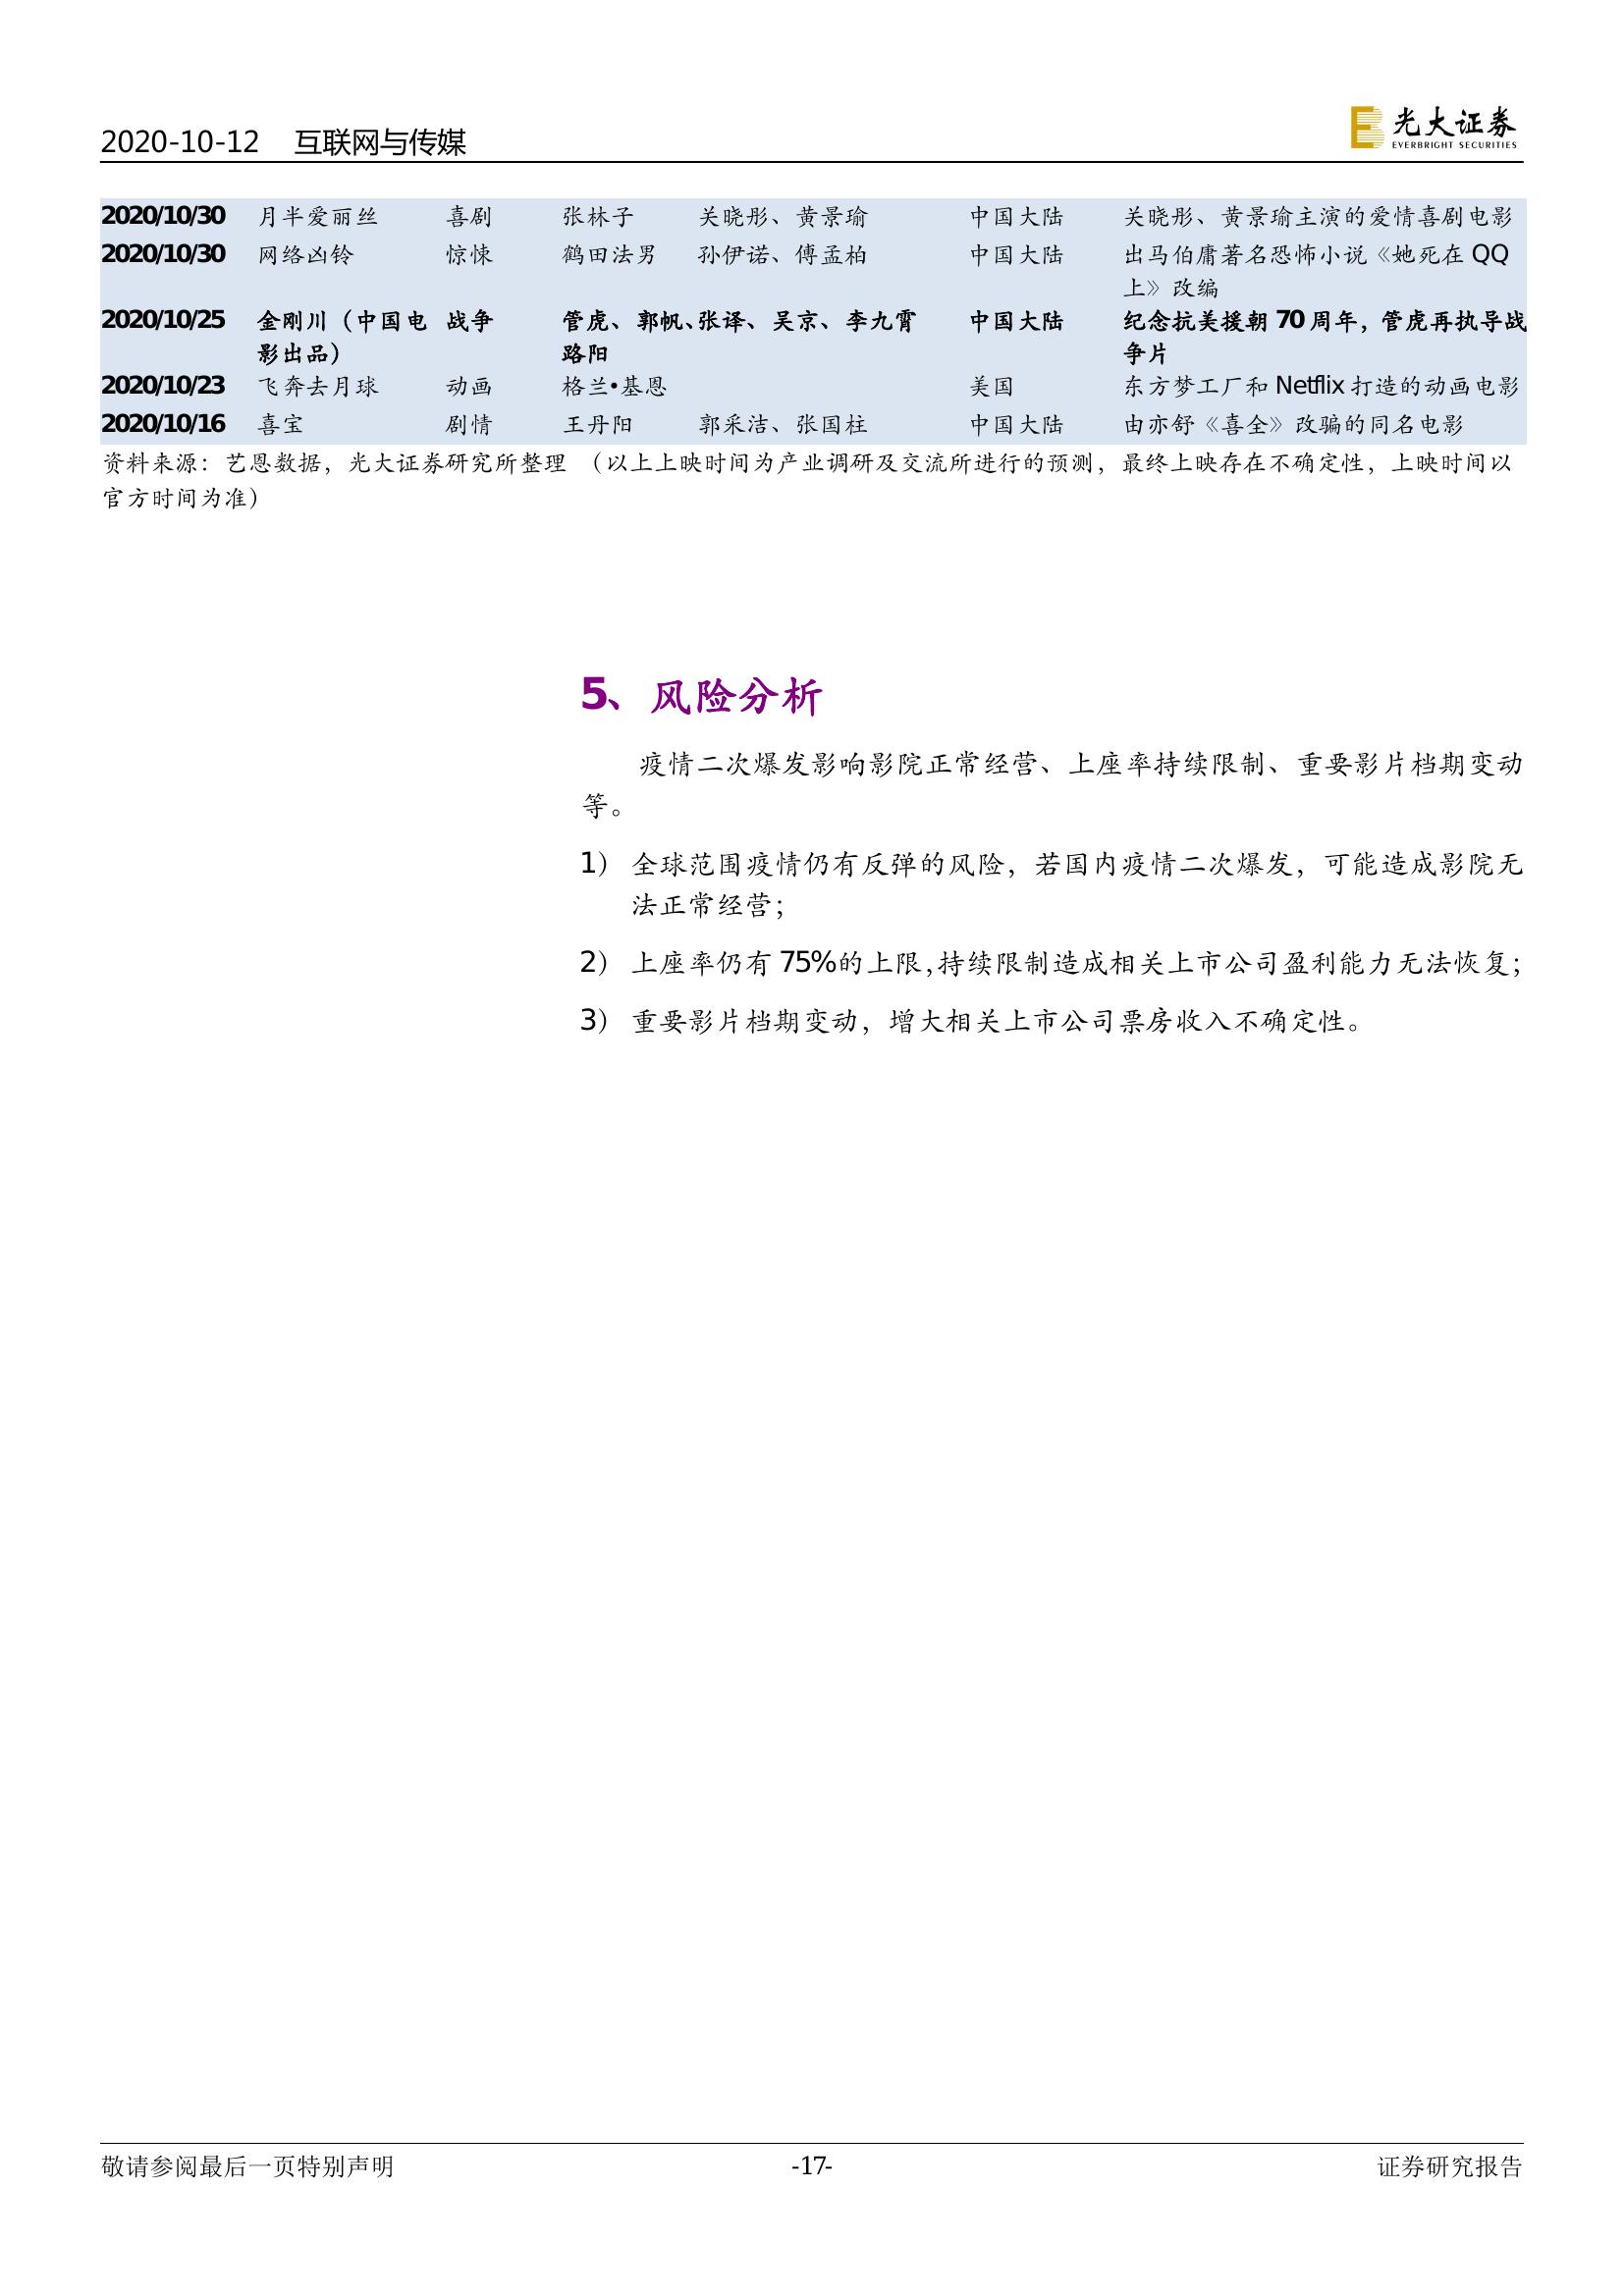 2020-10-12 互联网与传媒
光大证券
EVERBRIGHT SECURITIES
2020/10/30 月半爱丽丝 喜剧 张林子 关晓彤、黄景瑜 中国大陆 关晓彤、黄景瑜主演的爱情喜剧电影
2020/10/30 网络凶铃 惊悚 鹤田法男 孙伊诺、傅孟柏 中国大陆 出马伯庸著名恐怖小说《她死在 QQ
上》改编
2020/10/25 金刚川（中国电 战争 管虎、郭帆、张译、吴京、李九霄 中国大陆 纪念抗美援朝 70 周年，管虎再执导战
影出品） 路阳 争片
2020/10/23 飞奔去月球 动画 格兰•基恩 美国 东方梦工厂和 Netflix 打造的动画电影
2020/10/16 喜宝 剧情 王丹阳 郭采洁、张国柱 中国大陆 由亦舒《喜全》改骗的同名电影
资料来源：艺恩数据，光大证券研究所整理 （以上上映时间为产业调研及交流所进行的预测，最终上映存在不确定性，上映时间以
官方时间为准）
5、风险分析
疫情二次爆发影响影院正常经营、上座率持续限制、重要影片档期变动
等。
1） 全球范围疫情仍有反弹的风险，若国内疫情二次爆发，可能造成影院无
法正常经营；
2） 上座率仍有 75%的上限，持续限制造成相关上市公司盈利能力无法恢复；
3） 重要影片档期变动，增大相关上市公司票房收入不确定性。
敬请参阅最后一页特别声明 -17- 证券研究报告